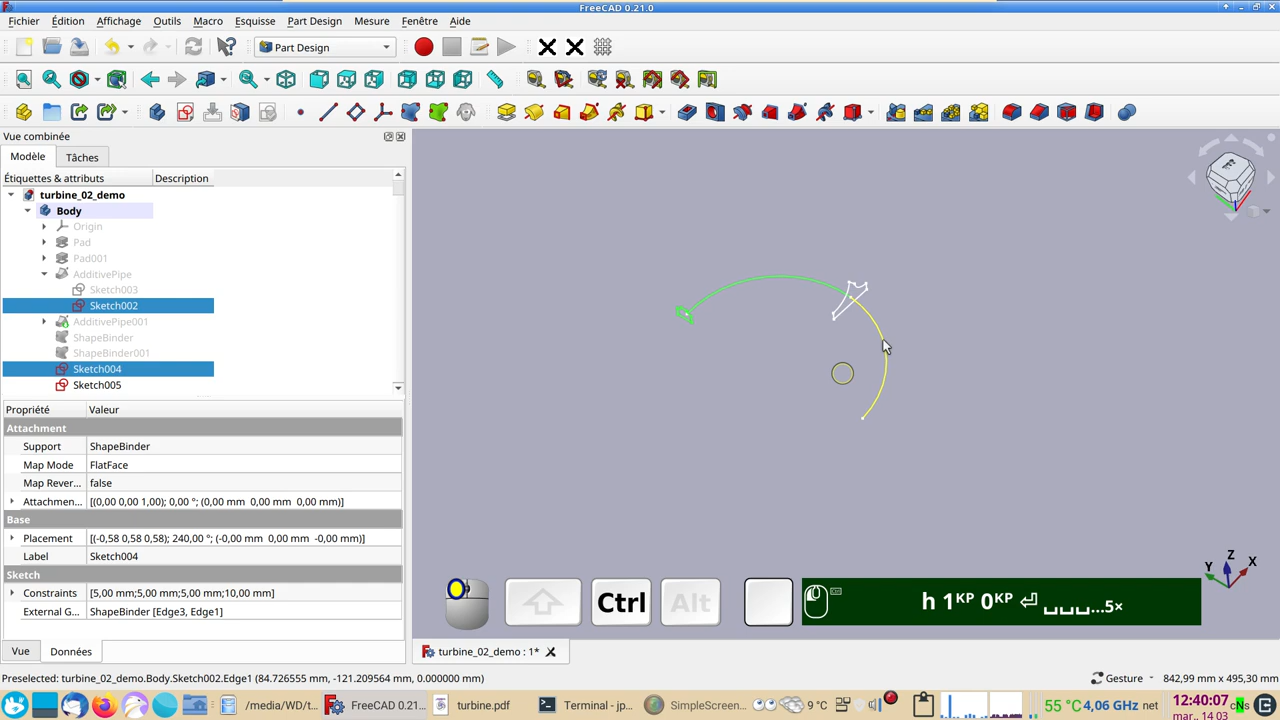 FreeCAD 0.21.0
Fichier Édition Affichage Outils Macro Esquisse Part Design Mesure Fenêtre Aide
Part Design
Vue combinée
Modèle Tâches
Étiquettes & attributs Description
turbine_02_demo
Body
Origin
Pad
Pad001
AdditivePipe
Sketch003
Sketch002
AdditivePipe001
ShapeBinder
ShapeBinder001
Sketch004
Sketch005
Propriété Valeur
Attachment
Support ShapeBinder
Map Mode FlatFace
Map Rever... false
Attachmen... [(0,00 0,00 1,00); 0,00 °; (0,00 mm 0,00 mm 0,00 mm)]
Base
Placement [(-0,58 0,58 0,58); 240,00 °; (-0,00 mm 0,00 mm -0,00 mm)]
Label Sketch004
Sketch
Constraints [5,00 mm;5,00 mm;5,00 mm;10,00 mm]
External G... ShapeBinder [Edge3, Edge1]
Z
Y X
Ctrl Alt h 1KP 0KP ⏎ ␣␣␣...5×
Vue Données turbine_02_demo : 1*
Preselected: turbine_02_demo.Body.Sketch002.Edge1 (84.726555 mm, -121.209564 mm, 0.000000 mm) Gesture 842,99 mm x 495,30 mm
/media/WD/t... FreeCAD 0.21... turbine.pdf Terminal - jp... SimpleScreen... 9 °C 55 °C 4,06 GHz 12:40:07
mar., 14 03